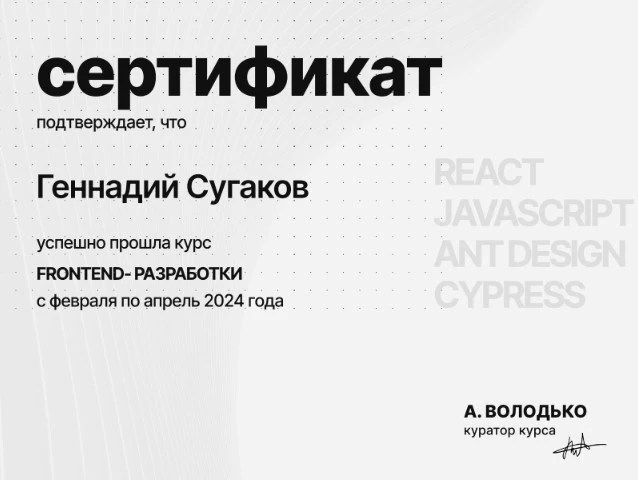 сертификат
подтверждает, что
Геннадий Сугаков
успешно прошла курс
FRONTEND- РАЗРАБОТКИ
с февраля по апрель 2024 года
REACT
JAVASCRIPT
ANT DESIGN
CYPRESS
А. ВОЛОДЬКО
куратор курса